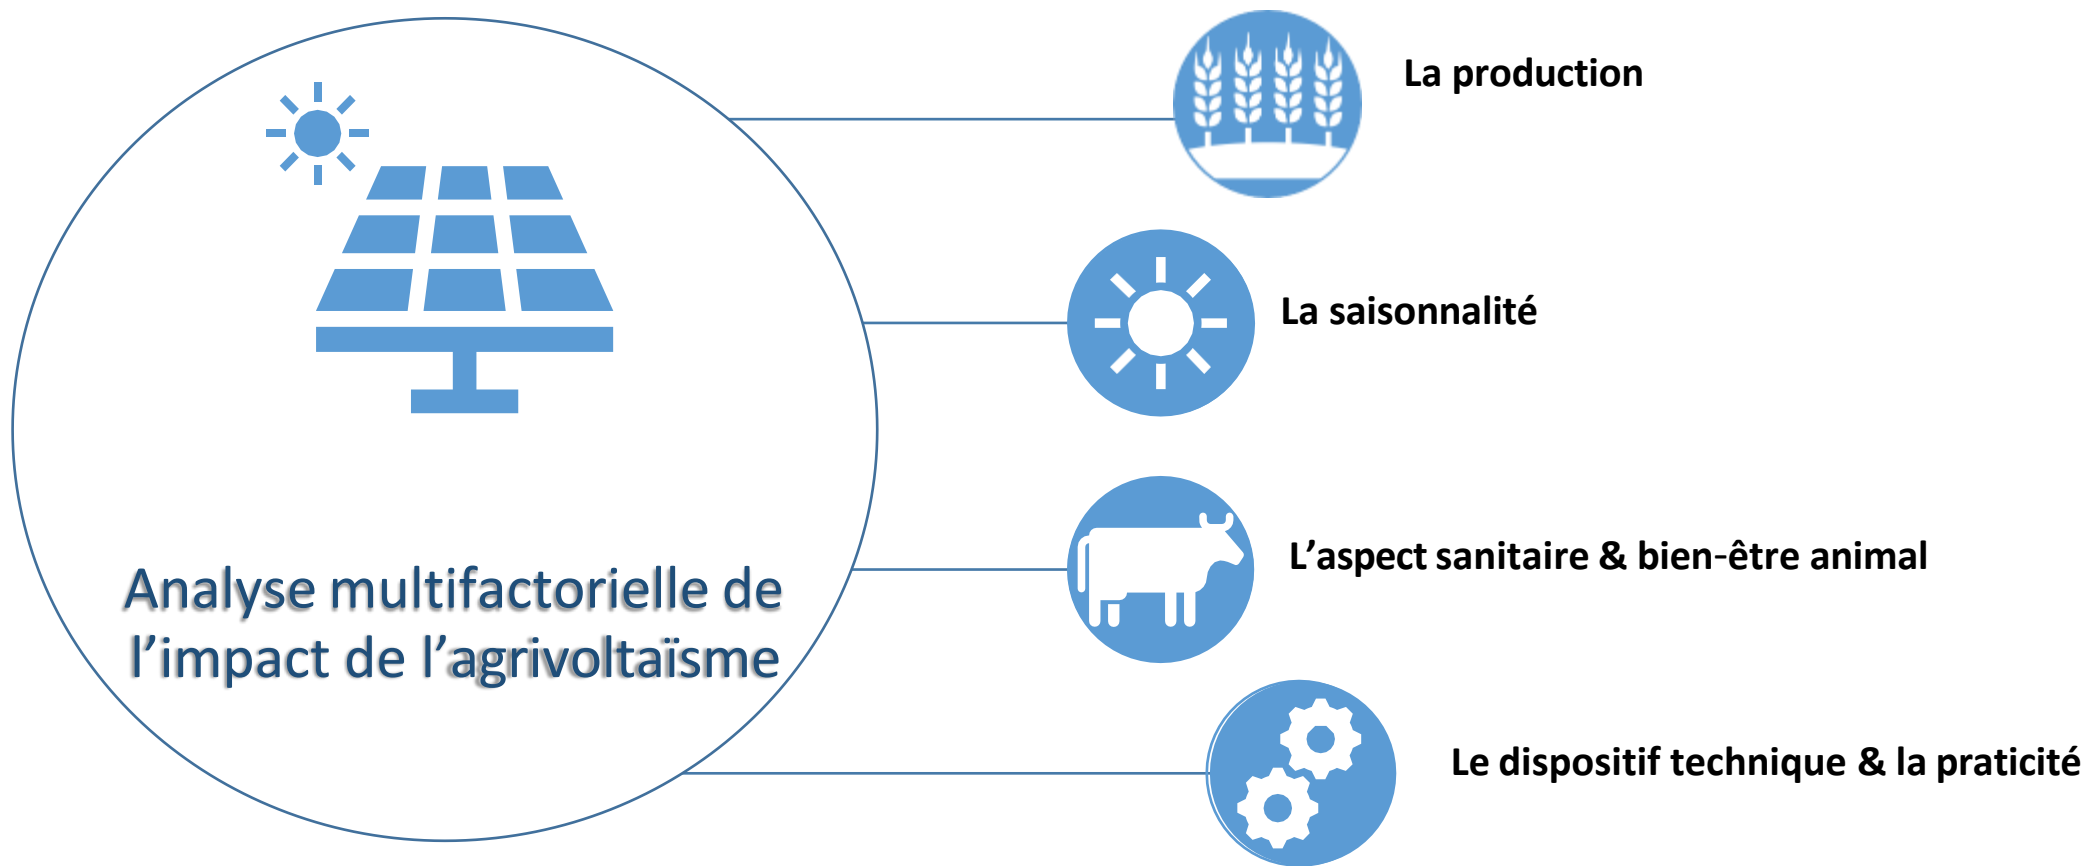 La production
La saisonnalité
L’aspect sanitaire & bien-être animal
Analyse multifactorielle de
l’impact de l’agrivoltaïsme
Le dispositif technique & la praticité